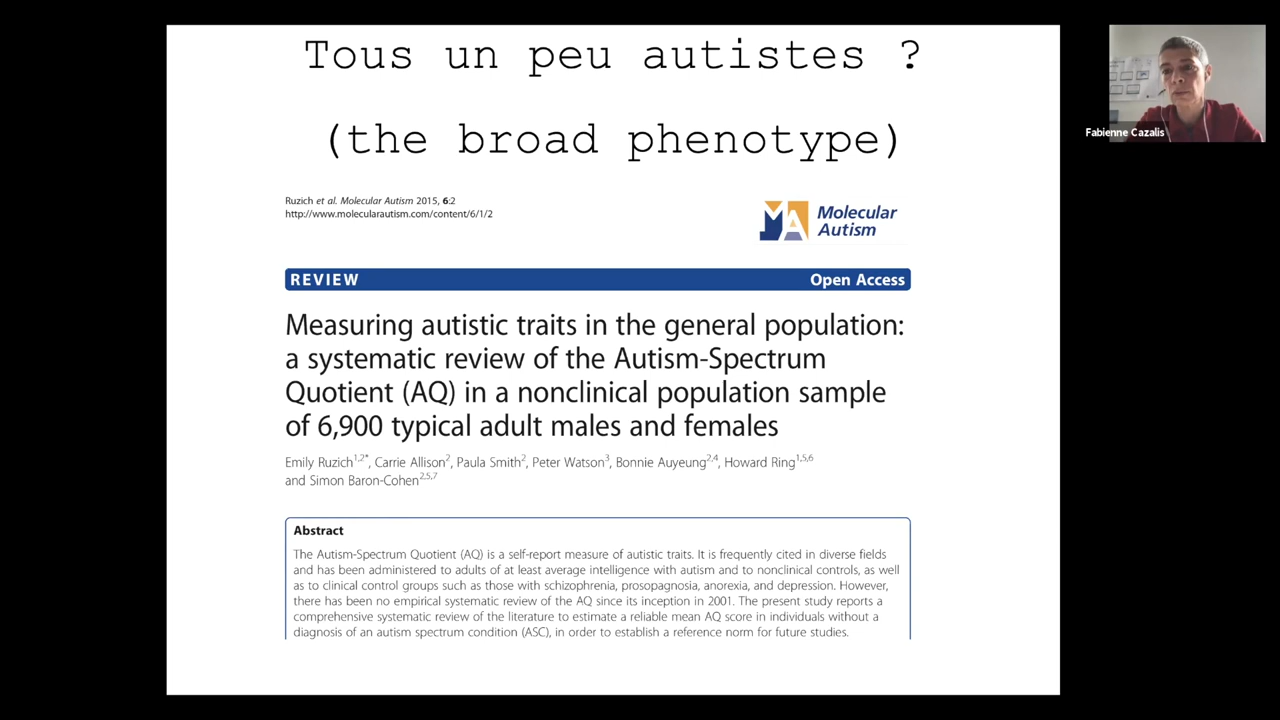 Tous un peu autistes ?
(the broad phenotype)
Fabienne Cazalis
Ruzich et al. Molecular Autism 2015, 6:2
http://www.molecularautism.com/content/6/1/2
MA
Molecular
Autism
REVIEW Open Access
Measuring autistic traits in the general population:
a systematic review of the Autism-Spectrum
Quotient (AQ) in a nonclinical population sample
of 6,900 typical adult males and females
Emily Ruzich1,2*, Carrie Allison2, Paula Smith2, Peter Watson3, Bonnie Auyeung2,4, Howard Ring1,5,6
and Simon Baron-Cohen2,5,7
Abstract
The Autism-Spectrum Quotient (AQ) is a self-report measure of autistic traits. It is frequently cited in diverse fields
and has been administered to adults of at least average intelligence with autism and to nonclinical controls, as well
as to clinical control groups such as those with schizophrenia, prosopagnosia, anorexia, and depression. However,
there has been no empirical systematic review of the AQ since its inception in 2001. The present study reports a
comprehensive systematic review of the literature to estimate a reliable mean AQ score in individuals without a
diagnosis of an autism spectrum condition (ASC), in order to establish a reference norm for future studies.